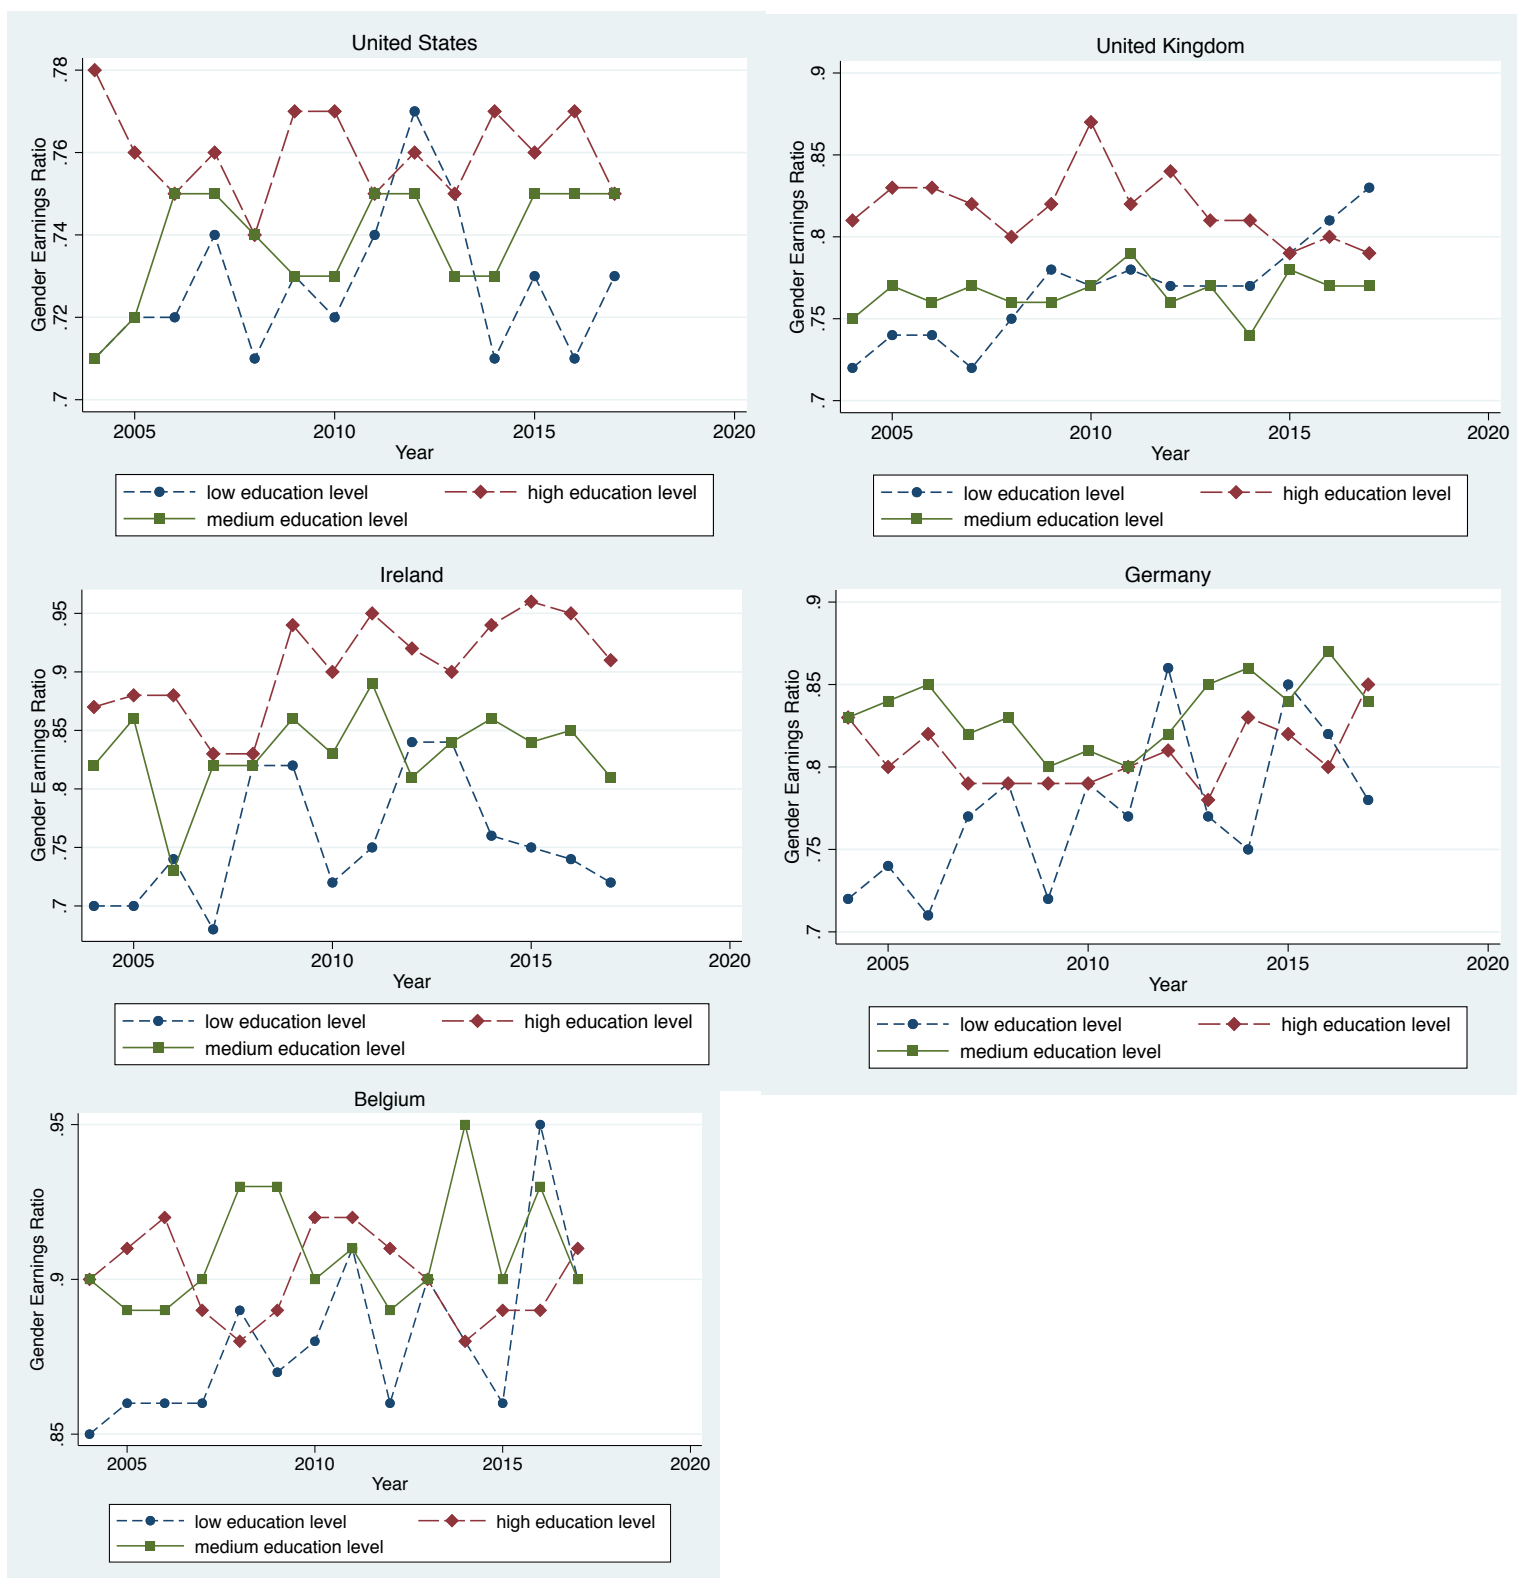 United States
Gender Earnings Ratio
.78
.76
.74
.72
.7
2005 2010 2015 2020
Year
low education level high education level
medium education level
United Kingdom
Gender Earnings Ratio
.9
.85
.8
.75
.7
2005 2010 2015 2020
Year
low education level high education level
medium education level
Ireland
Gender Earnings Ratio
.95
.9
.85
.8
.75
.7
2005 2010 2015 2020
Year
low education level high education level
medium education level
Germany
Gender Earnings Ratio
.9
.85
.8
.75
.7
2005 2010 2015 2020
Year
low education level high education level
medium education level
Belgium
Gender Earnings Ratio
.95
.9
.85
2005 2010 2015 2020
Year
low education level high education level
medium education level